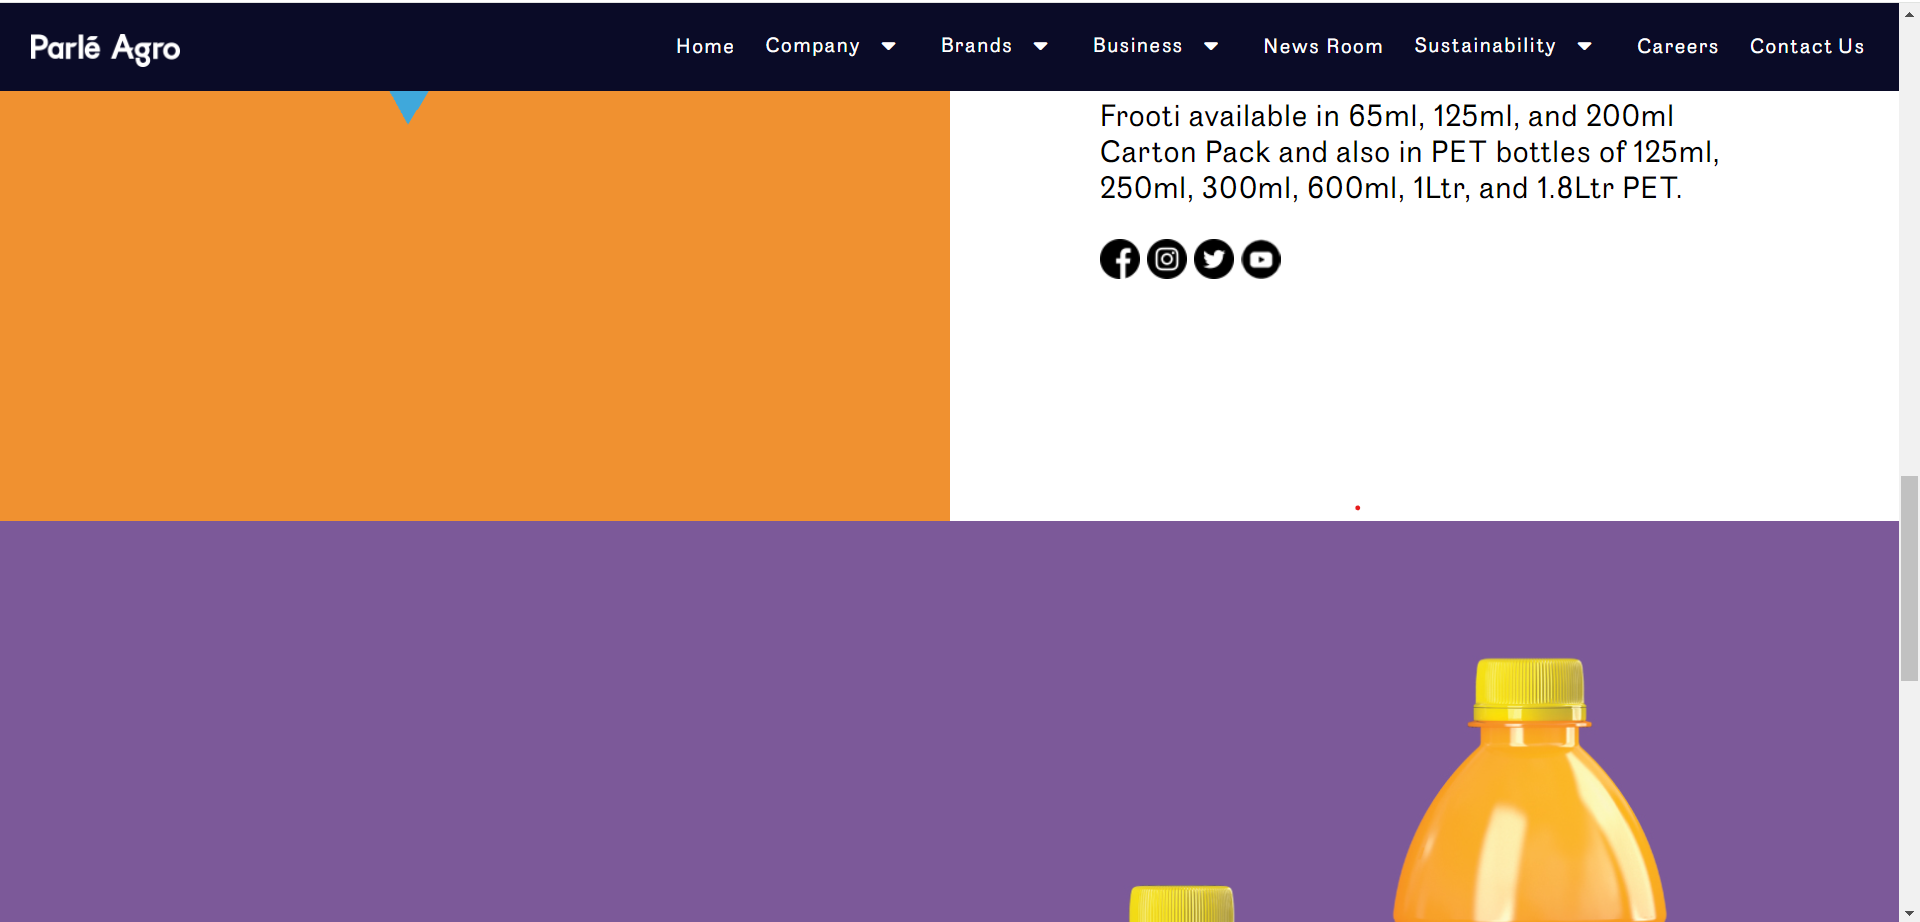 Parlé Agro
Home Company Brands Business News Room Sustainability Careers Contact Us
Frooti available in 65ml, 125ml, and 200ml
Carton Pack and also in PET bottles of 125ml,
250ml, 300ml, 600ml, 1Ltr, and 1.8Ltr PET.